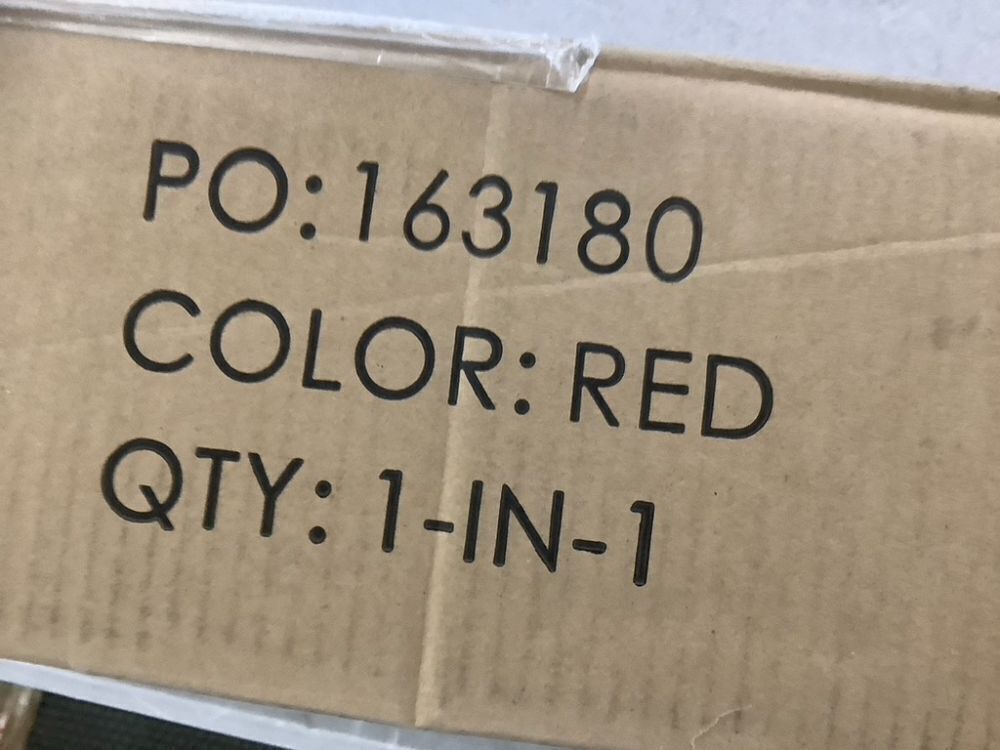 PO:163180
COLOR: RED
QTY: 1-IN-1